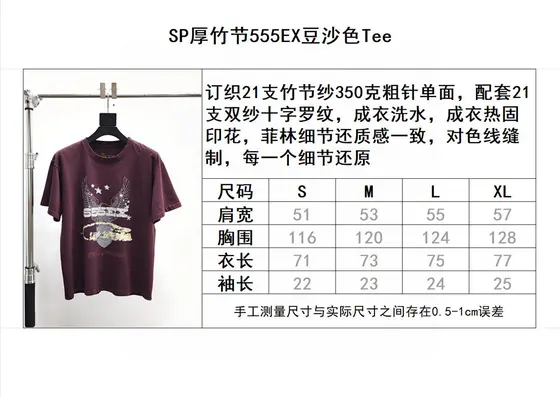 SP厚竹节555EX豆沙色Tee
订织21支竹节纱350克粗针单面，配套21
支双纱十字罗纹，成衣洗水，成衣热固
印花，菲林细节还质感一致，对色线缝
制，每一个细节还原
尺码 S M L XL
肩宽 51 53 55 57
胸围 116 120 124 128
衣长 71 73 75 77
袖长 22 23 24 25
手工测量尺寸与实际尺寸之间存在0.5-1cm误差
555EX